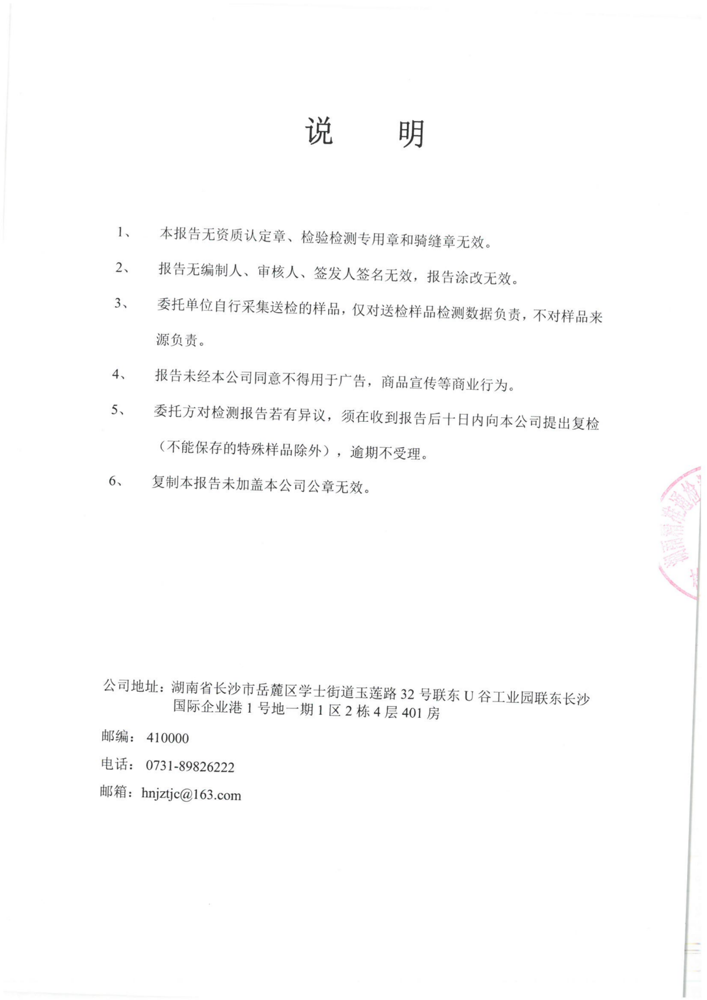 说 明
1、 本报告无资质认定章、检验检测专用章和骑缝章无效。
2、 报告无编制人、审核人、签发人签名无效，报告涂改无效。
3、 委托单位自行采集送检的样品，仅对送检样品检测数据负责，不对样品来
源负责。
4、 报告未经本公司同意不得用于广告，商品宣传等商业行为。
5、 委托方对检测报告若有异议，须在收到报告后十日内向本公司提出复检
（不能保存的特殊样品除外），逾期不受理。
6、 复制本报告未加盖本公司公章无效。
湖南精准通检
公司地址：湖南省长沙市岳麓区学士街道玉莲路 32 号联东 U 谷工业园联东长沙
国际企业港 1 号地一期 1 区 2 栋 4 层 401 房
邮编： 410000
电话： 0731-89826222
邮箱：hnjztjc@163.com